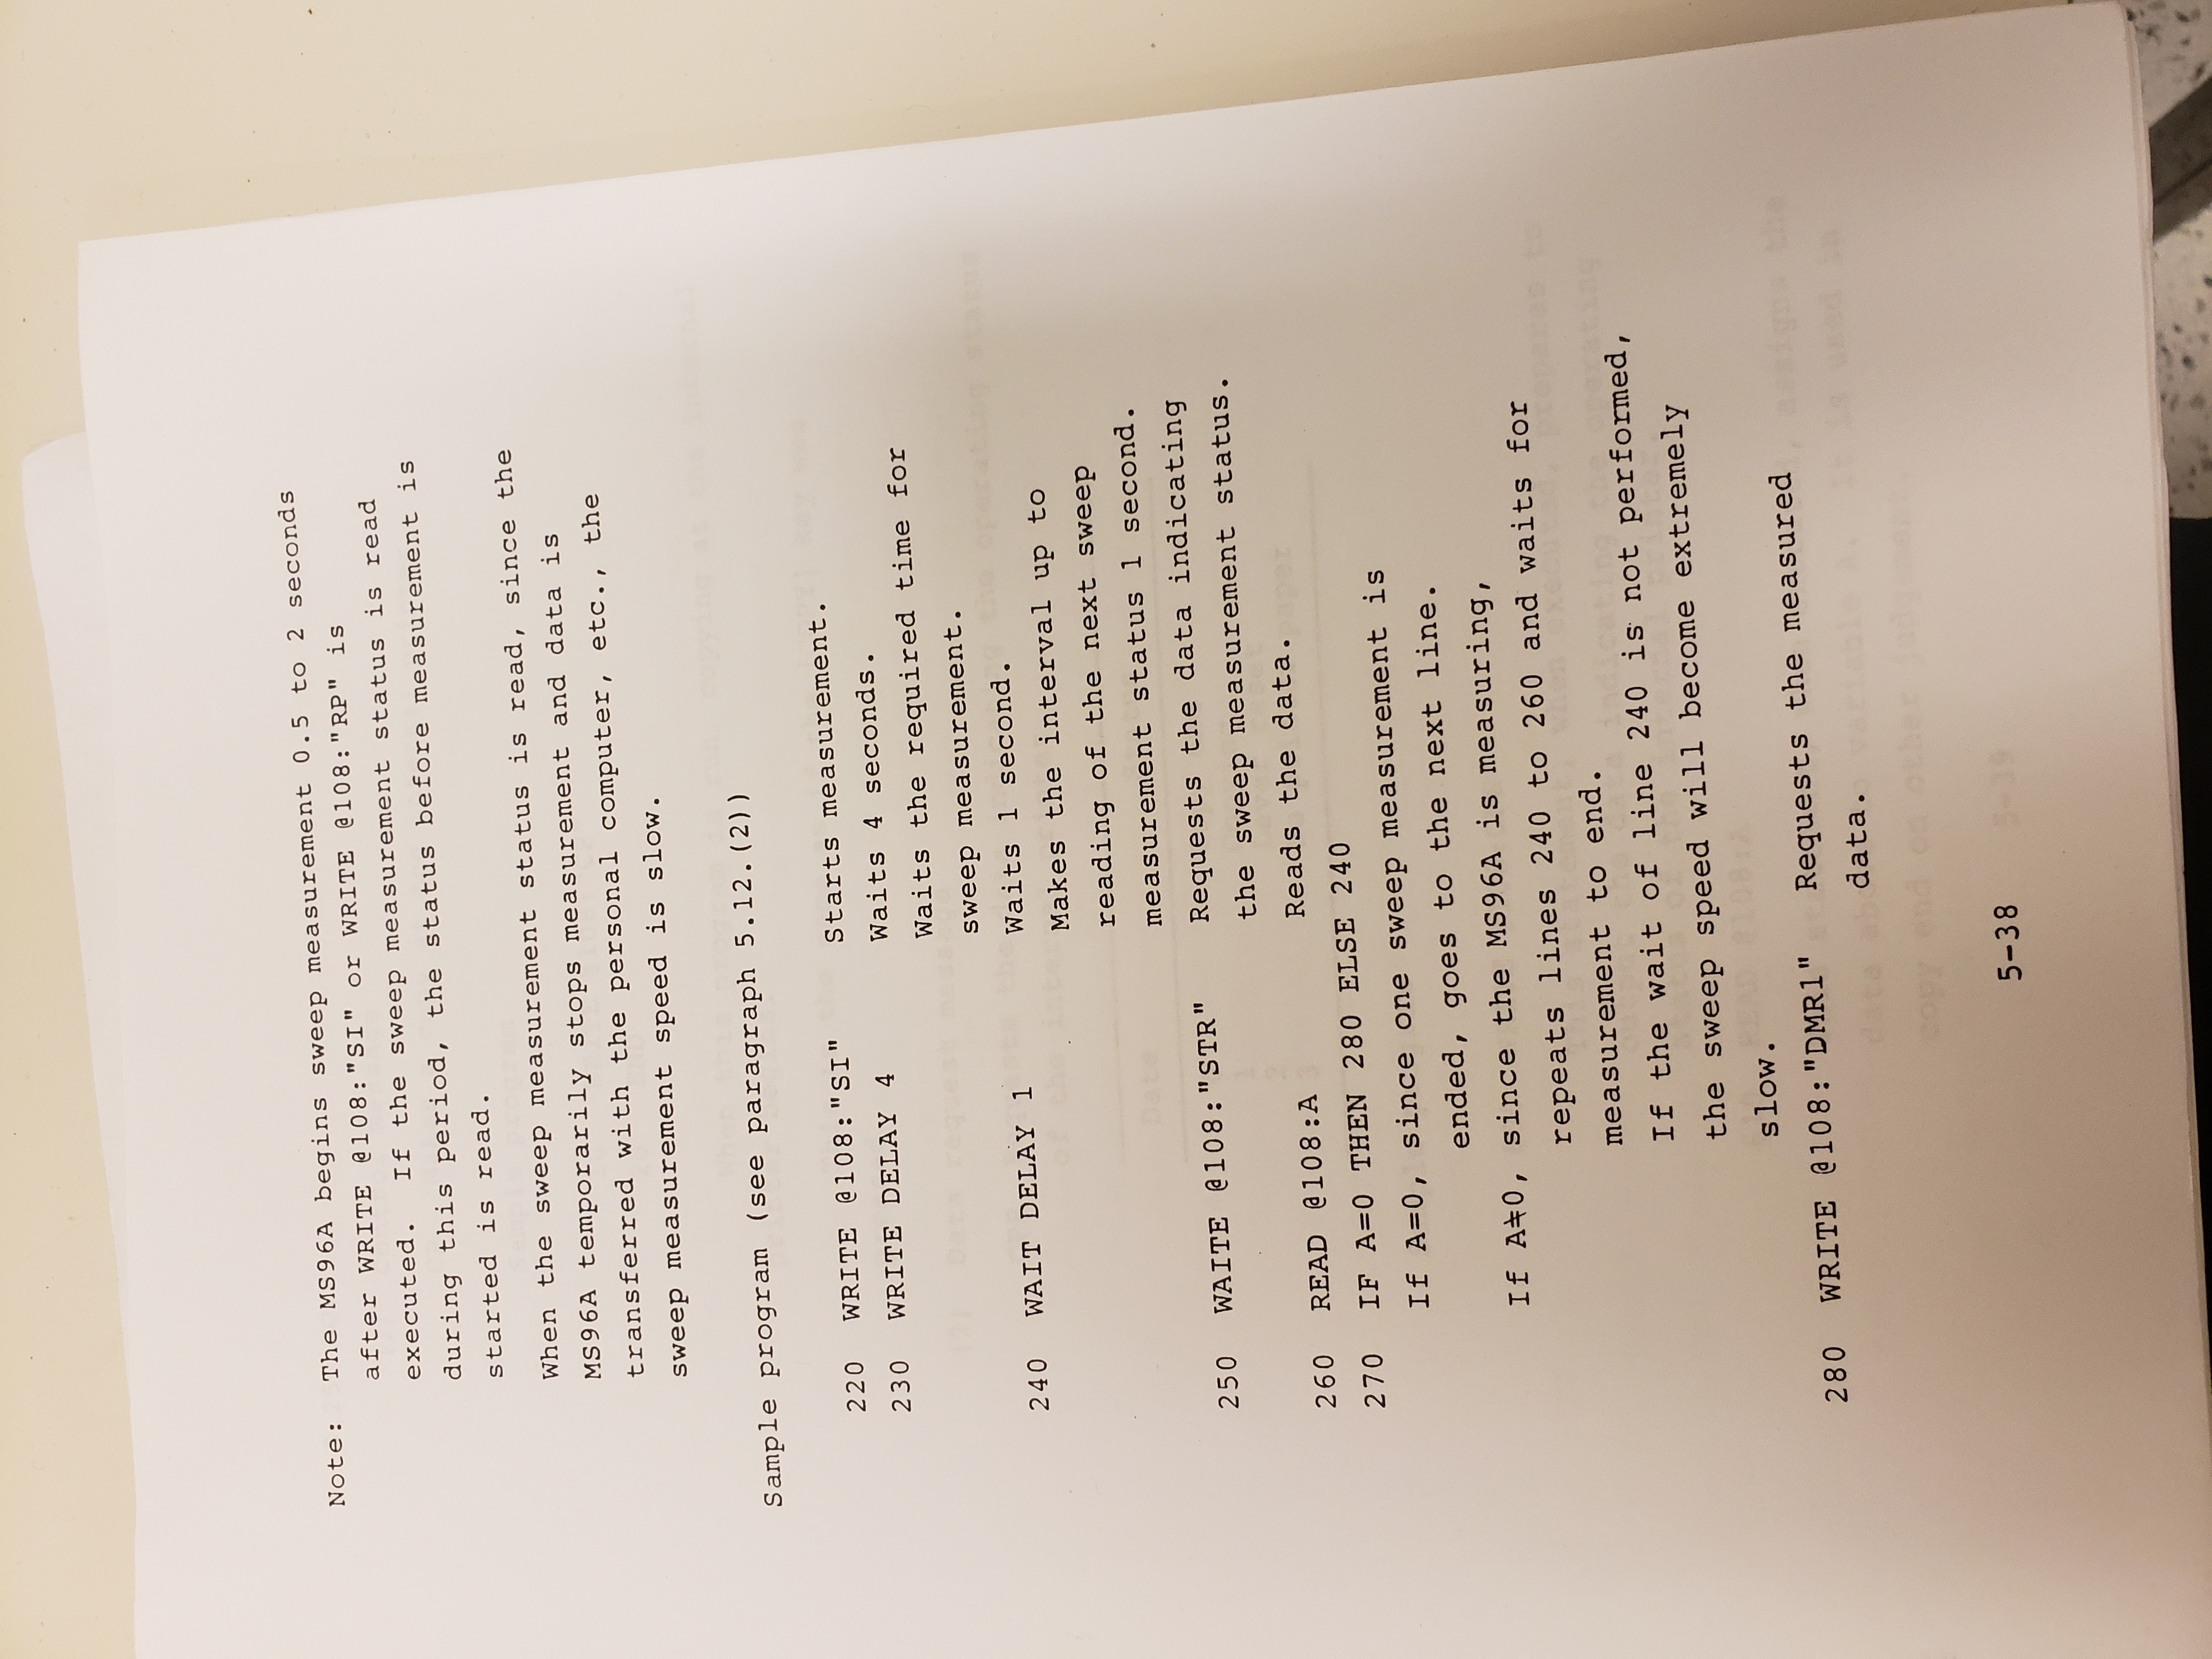 Note: The MS96A begins sweep measurement 0.5 to 2 seconds
after WRITE @108:"SI" or WRITE @108:"RP" is
executed. If the sweep measurement status is read
during this period, the status before measurement is
started is read.
When the sweep measurement status is read, since the
MS96A temporarily stops measurement and data is
transferred with the personal computer, etc., the
sweep measurement speed is slow.
Sample program (see paragraph 5.12.(2))
220 WRITE @108:"SI" Starts measurement.
230 WRITE DELAY 4 Waits 4 seconds.
Waits the required time for
sweep measurement.
240 WAIT DELAY 1 Waits 1 second.
Makes the interval up to
reading of the next sweep
measurement status 1 second.
250 WAITE @108:"STR" Requests the data indicating
the sweep measurement status.
260 READ @108:A Reads the data.
270 IF A=0 THEN 280 ELSE 240
If A=0, since one sweep measurement is
ended, goes to the next line.
If A≠0, since the MS96A is measuring,
repeats lines 240 to 260 and waits for
measurement to end.
If the wait of line 240 is not performed,
the sweep speed will become extremely
slow.
280 WRITE @108:"DMR1" Requests the measured
data.
5-38